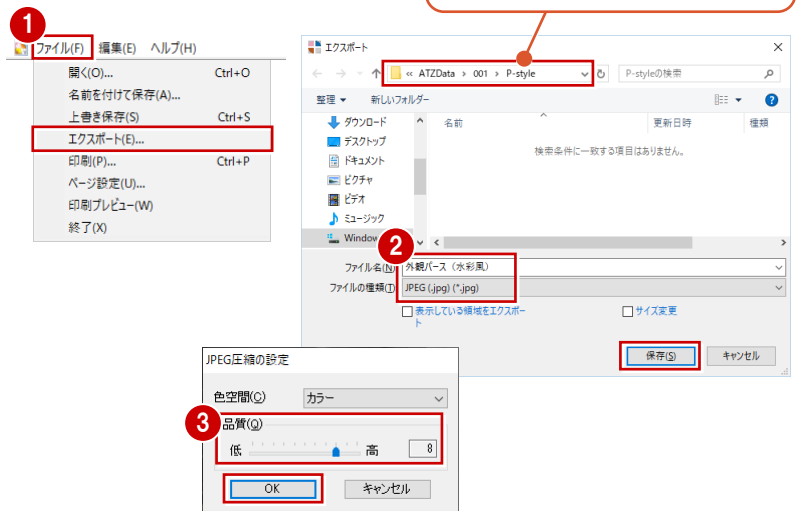 1
ファイル(F) 編集(E) ヘルプ(H)
開く(O)... Ctrl+O
名前を付けて保存(A)...
上書き保存(S) Ctrl+S
エクスポート(E)...
印刷(P)... Ctrl+P
ページ設定(U)...
印刷プレビュー(W)
終了(X)
エクスポート
« ATZData › 001 › P-style
P-styleの検索
整理 新しいフォルダー
ダウンロード
デスクトップ
ドキュメント
ピクチャ
ビデオ
ミュージック
名前 更新日時 種類
検索条件に一致する項目はありません。
2
ファイル名(N) 外観パース（水彩風）
ファイルの種類(T) JPEG (.jpg) (*.jpg)
表示している領域をエクスポー
ト
サイズ変更
保存(S) キャンセル
JPEG圧縮の設定
色空間(C) カラー
3
品質(Q)
低 高 8
OK キャンセル